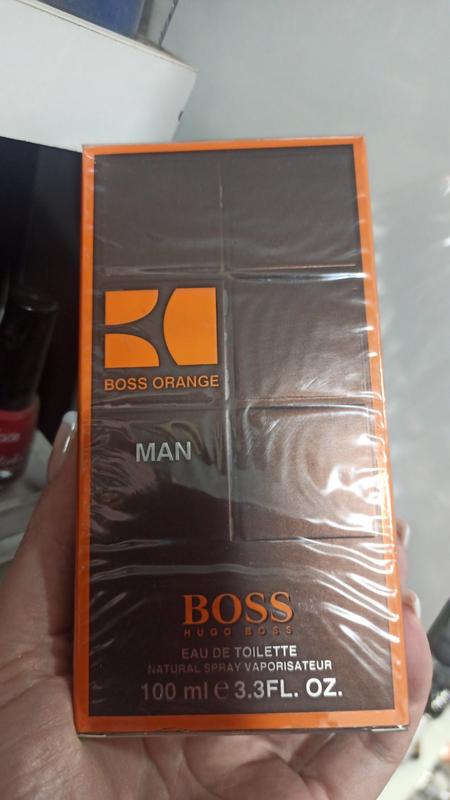 BOSS ORANGE
MAN
BOSS
HUGO BOSS
EAU DE TOILETTE
NATURAL SPRAY VAPORISATEUR
100 ml ℮ 3.3FL. OZ.